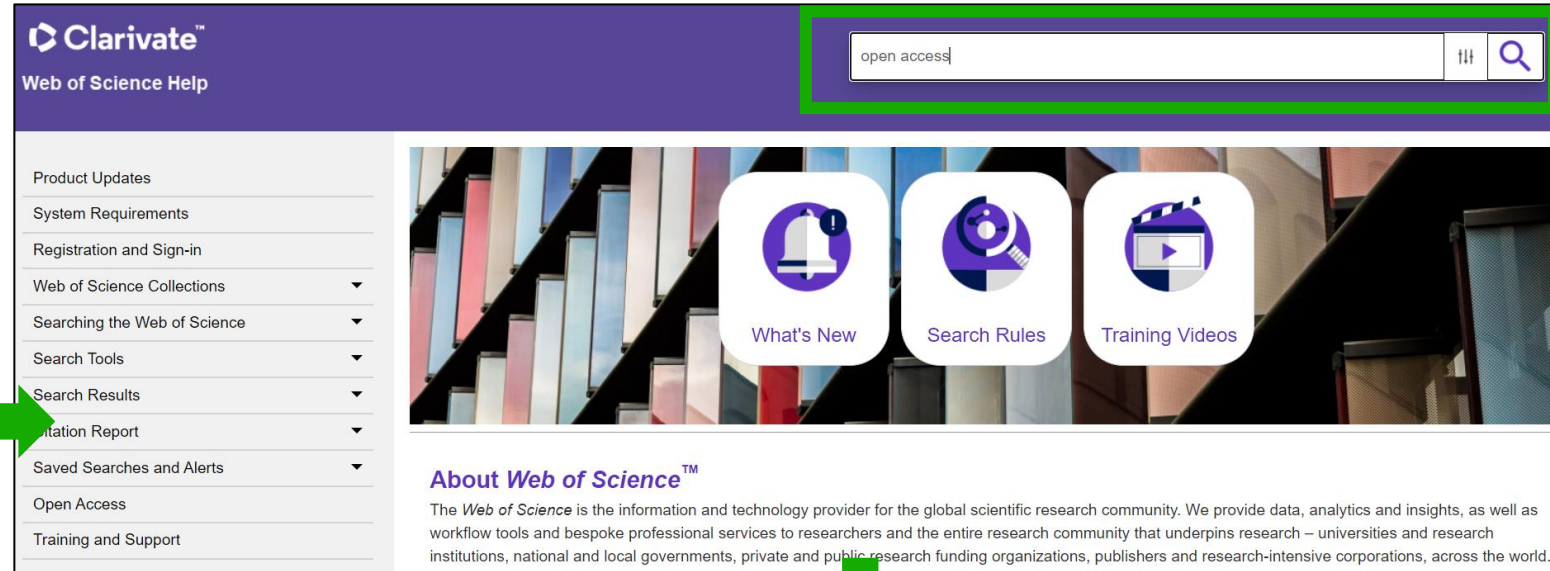 Clarivate™
Web of Science Help
open access
Product Updates
System Requirements
Registration and Sign-in
Web of Science Collections
Searching the Web of Science
Search Tools
Search Results
itation Report
Saved Searches and Alerts
Open Access
Training and Support
What's New
Search Rules
Training Videos
About Web of Science™
The Web of Science is the information and technology provider for the global scientific research community. We provide data, analytics and insights, as well as
workflow tools and bespoke professional services to researchers and the entire research community that underpins research – universities and research
institutions, national and local governments, private and public research funding organizations, publishers and research-intensive corporations, across the world.